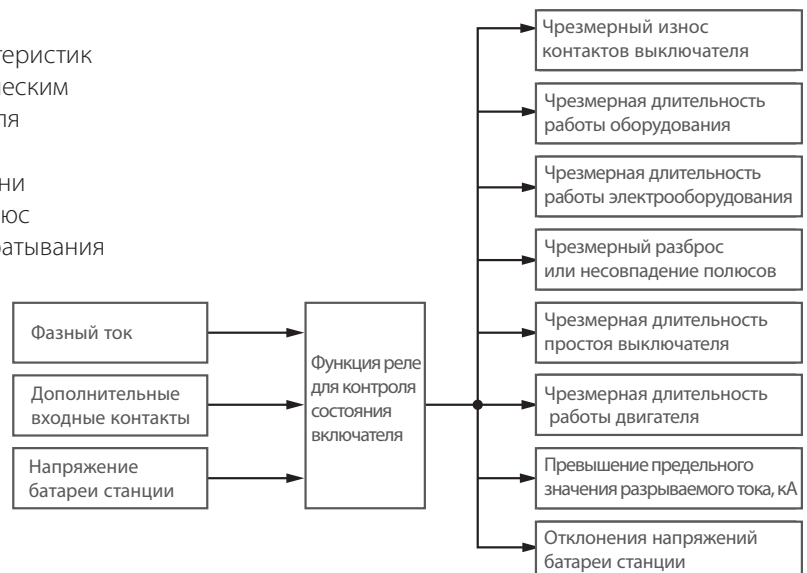 теристик
еским
ля
ни
юс
атывания
Фазный ток
Дополнительные
входные контакты
Напряжение
батареи станции
Функция реле
для контроля
состояния
включателя
Чрезмерный износ
контактов выключателя
Чрезмерная длительность
работы оборудования
Чрезмерная длительность
работы электрооборудования
Чрезмерный разброс
или несовпадение полюсов
Чрезмерная длительность
простоя выключателя
Чрезмерная длительность
работы двигателя
Превышение предельного
значения разрываемого тока, кА
Отклонения напряжений
батареи станции